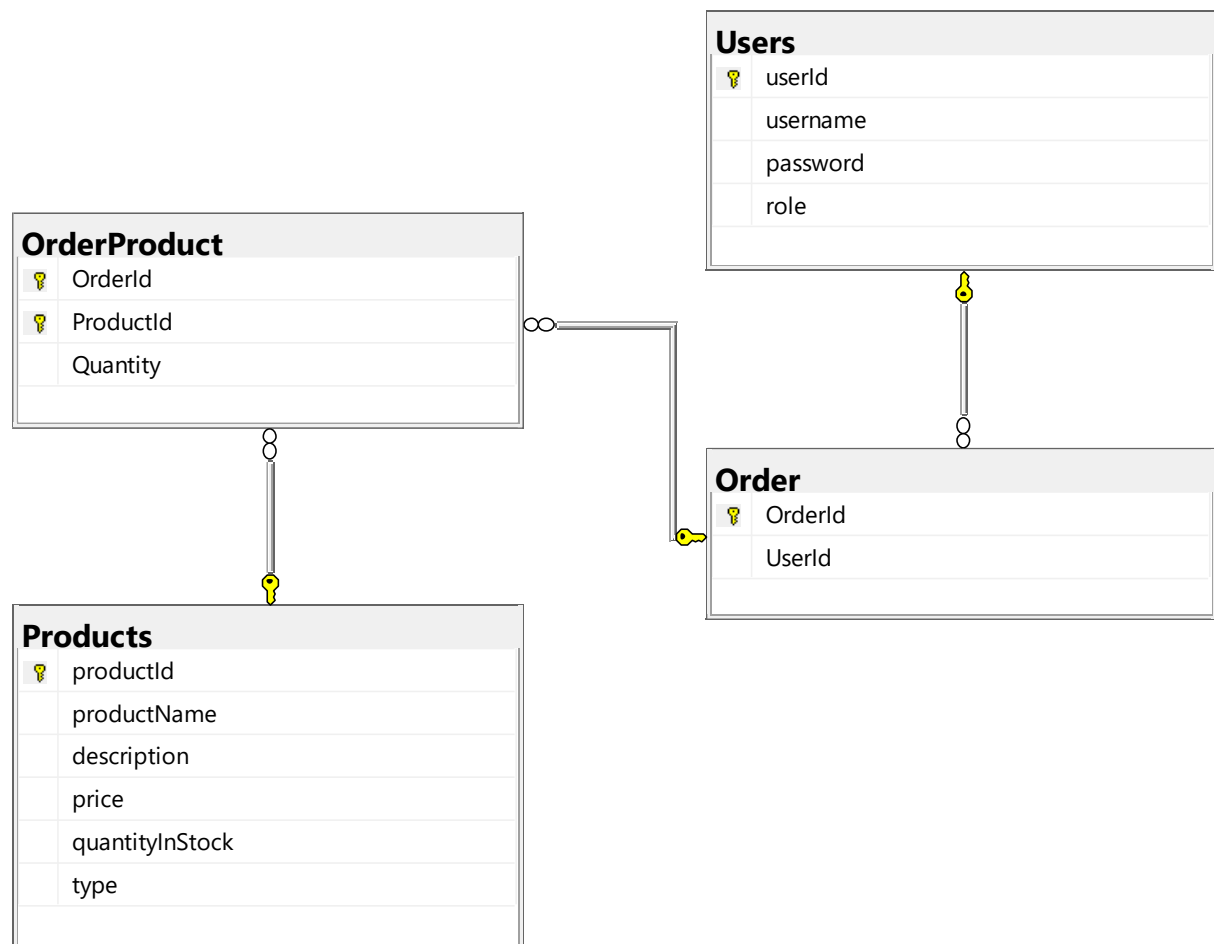 Users
userId
username
password
role
OrderProduct
OrderId
ProductId
Quantity
Order
OrderId
UserId
Products
productId
productName
description
price
quantityInStock
type